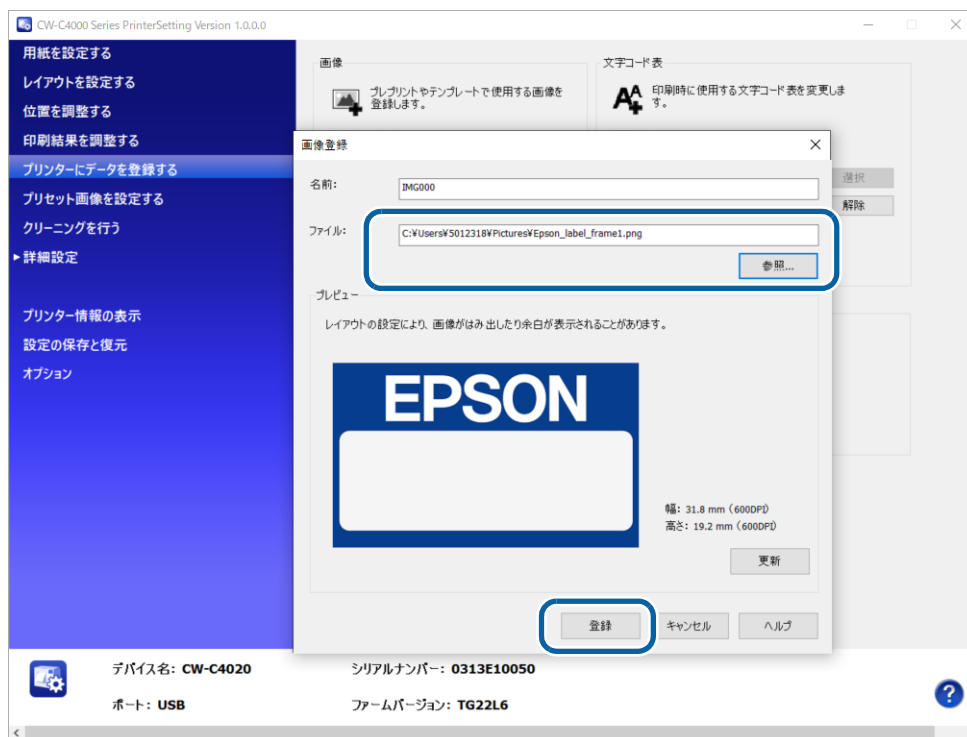 CW-C4000 Series PrinterSetting Version 1.0.0.0
用紙を設定する
レイアウトを設定する
位置を調整する
印刷結果を調整する
プリンターにデータを登録する
プリセット画像を設定する
クリーニングを行う
詳細設定
プリンター情報の表示
設定の保存と復元
オプション
画像
プレプリントやテンプレートで使用する画像を
登録します。
文字コード表
印刷時に使用する文字コード表を変更しま
す。
選択
解除
画像登録
名前:
IMG000
ファイル:
C:¥Users¥5012318¥Pictures¥Epson_label_frame1.png
参照...
プレビュー
レイアウトの設定により、画像がはみ出したり余白が表示されることがあります。
EPSON
幅: 31.8 mm (600DPI)
高さ: 19.2 mm (600DPI)
更新
登録
キャンセル
ヘルプ
デバイス名: CW-C4020
シリアルナンバー: 0313E10050
ポート: USB
ファームバージョン: TG22L6
?